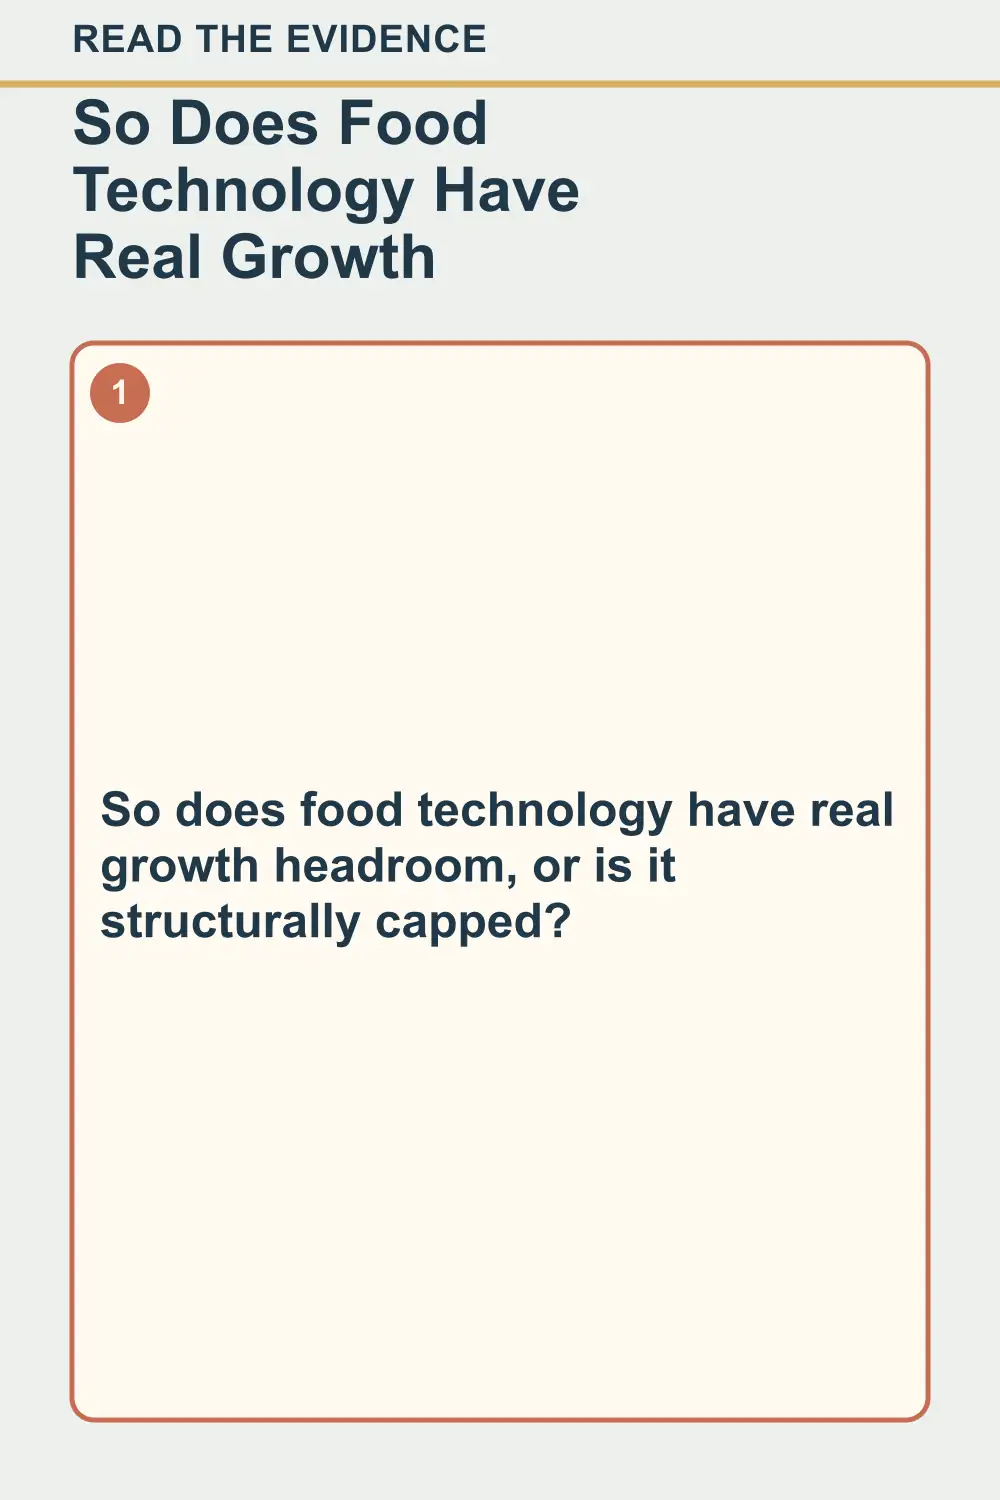 READ THE EVIDENCE
So Does Food
Technology Have
Real Growth
1
So does food technology have real
growth headroom, or is it
structurally capped?